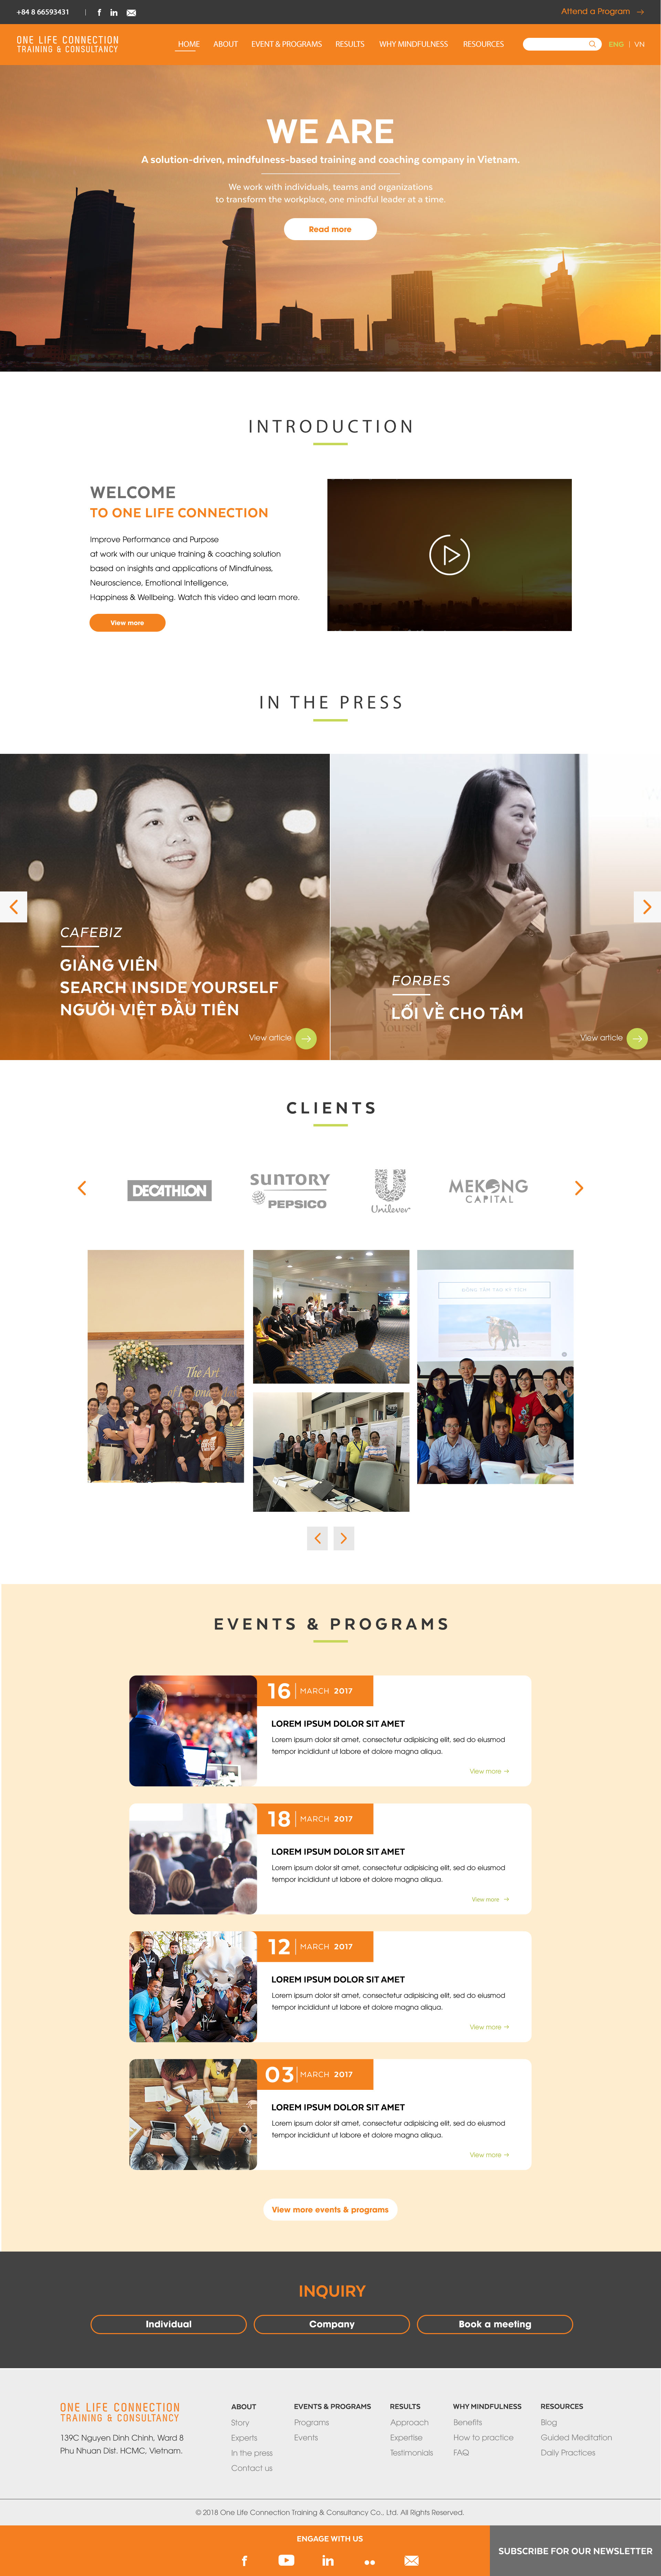 +84 8 66593431 |
Attend a Program
ONE LIFE CONNECTION
TRAINING & CONSULTANCY
HOME ABOUT EVENT & PROGRAMS RESULTS WHY MINDFULNESS RESOURCES
ENG | VN
WE ARE
A solution-driven, mindfulness-based training and coaching company in Vietnam.
We work with individuals, teams and organizations
to transform the workplace, one mindful leader at a time.
Read more
INTRODUCTION
WELCOME
TO ONE LIFE CONNECTION
Improve Performance and Purpose
at work with our unique training & coaching solution
based on insights and applications of Mindfulness,
Neuroscience, Emotional Intelligence,
Happiness & Wellbeing. Watch this video and learn more.
View more
IN THE PRESS
CAFEBIZ
GIẢNG VIÊN
SEARCH INSIDE YOURSELF
NGƯỜI VIỆT ĐẦU TIÊN
View article
FORBES
LỐI VỀ CHO TÂM
View article
CLIENTS
DECATHLON
SUNTORY
PEPSICO
Unilever
MEKONG
CAPITAL
The Art
EVENTS & PROGRAMS
16 | MARCH 2017
LOREM IPSUM DOLOR SIT AMET
Lorem ipsum dolor sit amet, consectetur adipisicing elit, sed do eiusmod
tempor incididunt ut labore et dolore magna aliqua.
View more
18 | MARCH 2017
LOREM IPSUM DOLOR SIT AMET
Lorem ipsum dolor sit amet, consectetur adipisicing elit, sed do eiusmod
tempor incididunt ut labore et dolore magna aliqua.
View more
12 | MARCH 2017
LOREM IPSUM DOLOR SIT AMET
Lorem ipsum dolor sit amet, consectetur adipisicing elit, sed do eiusmod
tempor incididunt ut labore et dolore magna aliqua.
View more
03 | MARCH 2017
LOREM IPSUM DOLOR SIT AMET
Lorem ipsum dolor sit amet, consectetur adipisicing elit, sed do eiusmod
tempor incididunt ut labore et dolore magna aliqua.
View more
View more events & programs
INQUIRY
Individual
Company
Book a meeting
ONE LIFE CONNECTION
TRAINING & CONSULTANCY
139C Nguyen Dinh Chinh, Ward 8
Phu Nhuan Dist. HCMC, Vietnam.
ABOUT
Story
Experts
In the press
Contact us
EVENTS & PROGRAMS
Programs
Events
RESULTS
Approach
Expertise
Testimonials
WHY MINDFULNESS
Benefits
How to practice
FAQ
RESOURCES
Blog
Guided Meditation
Daily Practices
© 2018 One Life Connection Training & Consultancy Co., Ltd. All Rights Reserved.
ENGAGE WITH US
SUBSCRIBE FOR OUR NEWSLETTER